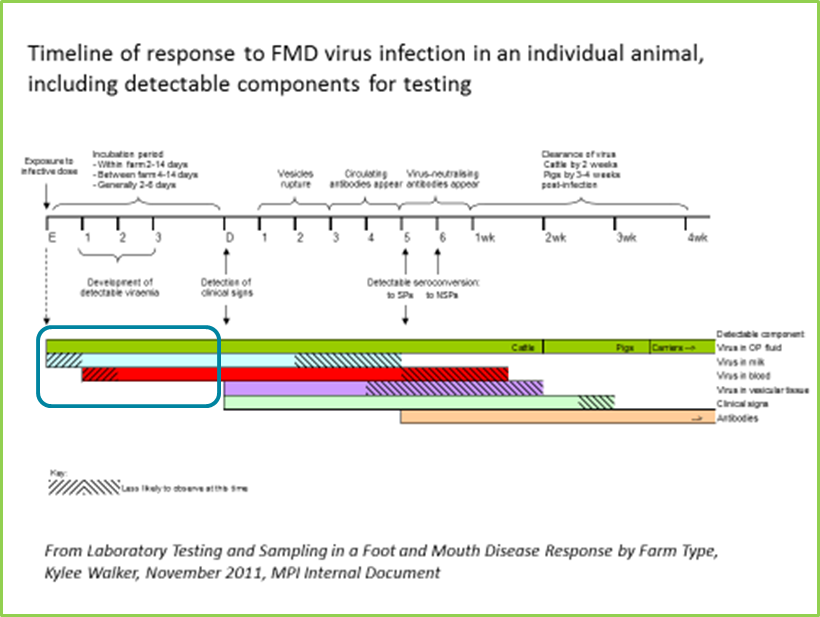 Timeline of response to FMD virus infection in an individual animal,
including detectable components for testing
Exposure to
infective dose
Incubation period
- Within farm 2-14 days
- Between farm 4-14 days
- Generally 2-6 days
Vesicles
rupture
Circulating
antibodies appear
Virus-neutralising
antibodies appear
Clearance of virus
Cattle by 2 weeks
Pigs by 3-4 weeks
post-infection
E 1 2 3 D 1 2 3 4 5 6 1wk 2wk 3wk 4wk
Development of
detectable viraemia
Detection of
clinical signs
Detectable seroconversion:
to SPs to NSPs
Detectable component
Cattle Pigs Carriers --> Virus in OP fluid
Virus in milk
Virus in blood
Virus in vesicular tissue
Clinical signs
--> Antibodies
Key:
Less likely to observe at this time
From Laboratory Testing and Sampling in a Foot and Mouth Disease Response by Farm Type,
Kylee Walker, November 2011, MPI Internal Document